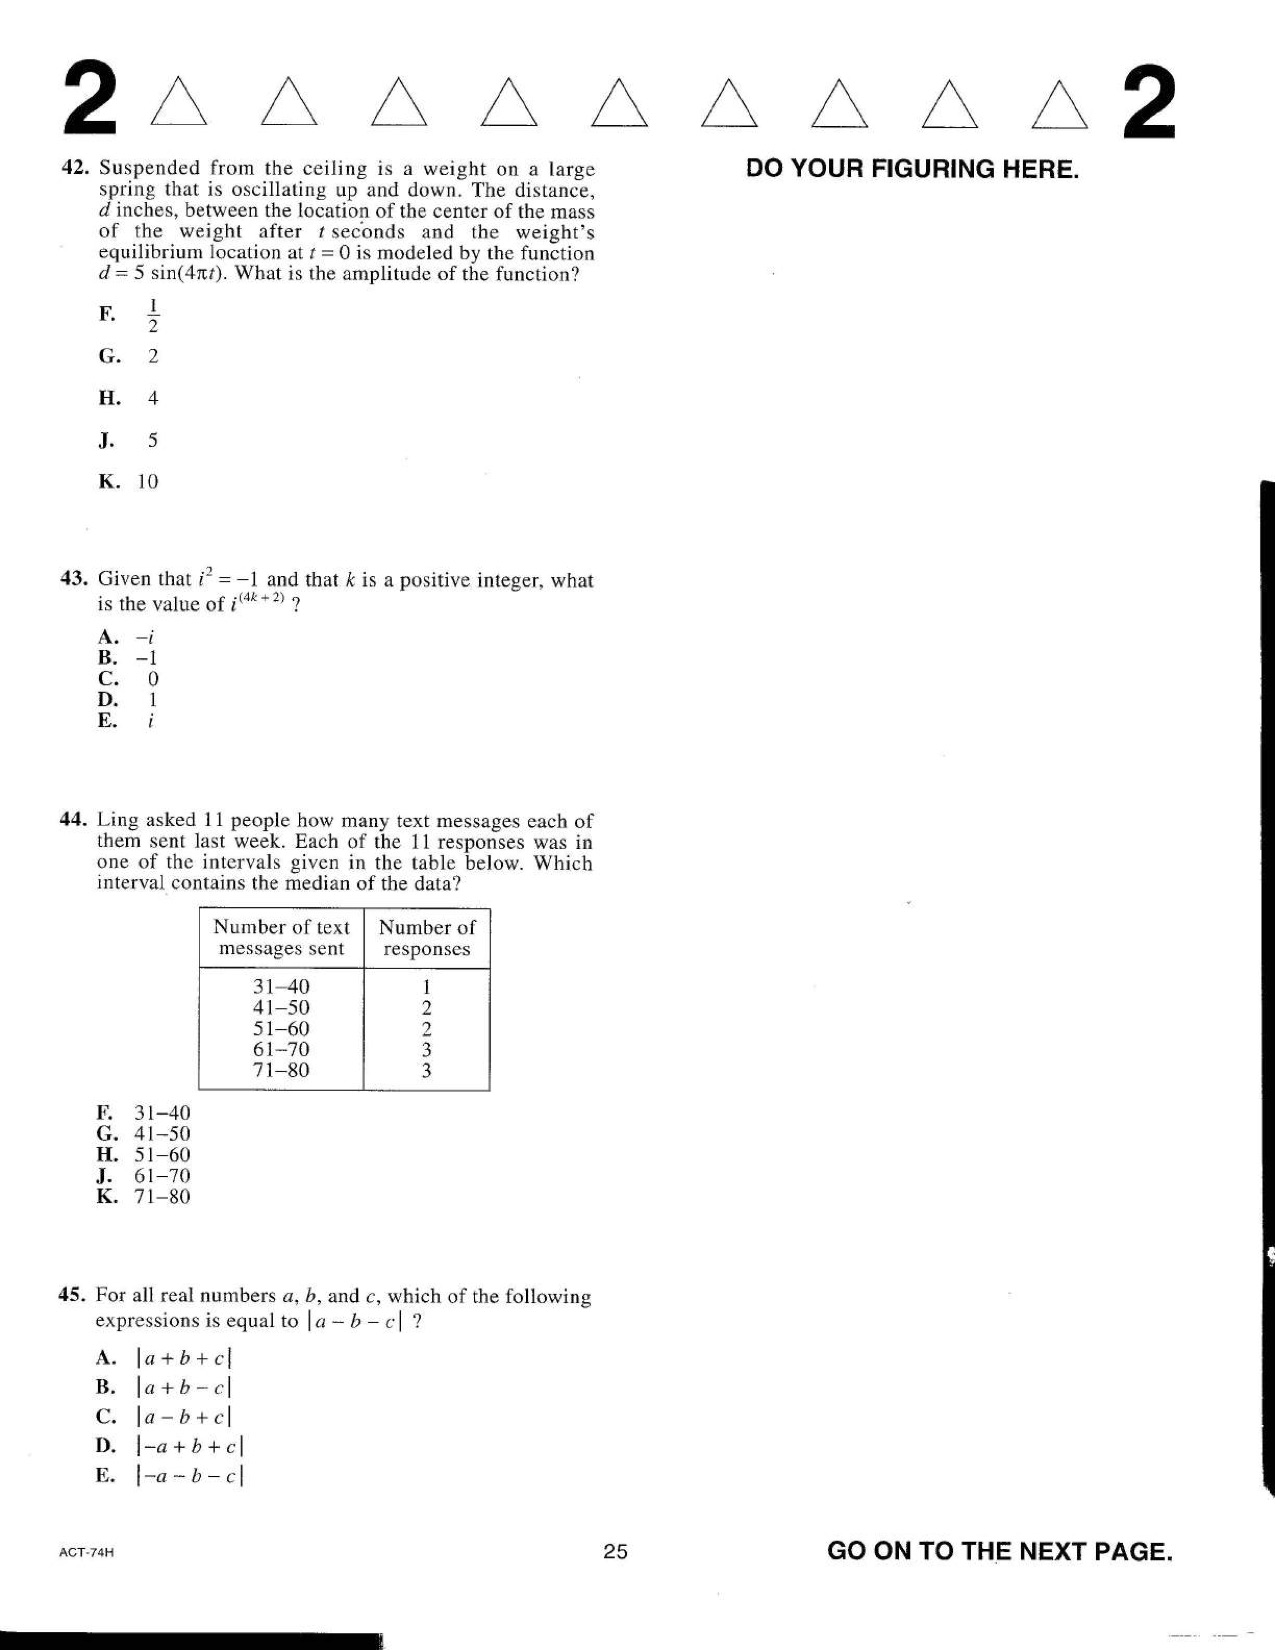 2 2
42. Suspended from the ceiling is a weight on a large
spring that is oscillating up and down. The distance,
d inches, between the location of the center of the mass
of the weight after t seconds and the weight's
equilibrium location at t = 0 is modeled by the function
d = 5 sin(4πt). What is the amplitude of the function?
F. 1/2
G. 2
H. 4
J. 5
K. 10
DO YOUR FIGURING HERE.
43. Given that i² = −1 and that k is a positive integer, what
is the value of i^(4k + 2) ?
A. −i
B. −1
C. 0
D. 1
E. i
44. Ling asked 11 people how many text messages each of
them sent last week. Each of the 11 responses was in
one of the intervals given in the table below. Which
interval contains the median of the data?
Number of text Number of
messages sent responses
31–40 1
41–50 2
51–60 2
61–70 3
71–80 3
F. 31–40
G. 41–50
H. 51–60
J. 61–70
K. 71–80
45. For all real numbers a, b, and c, which of the following
expressions is equal to |a − b − c| ?
A. |a + b + c|
B. |a + b − c|
C. |a − b + c|
D. |−a + b + c|
E. |−a − b − c|
ACT-74H 25 GO ON TO THE NEXT PAGE.